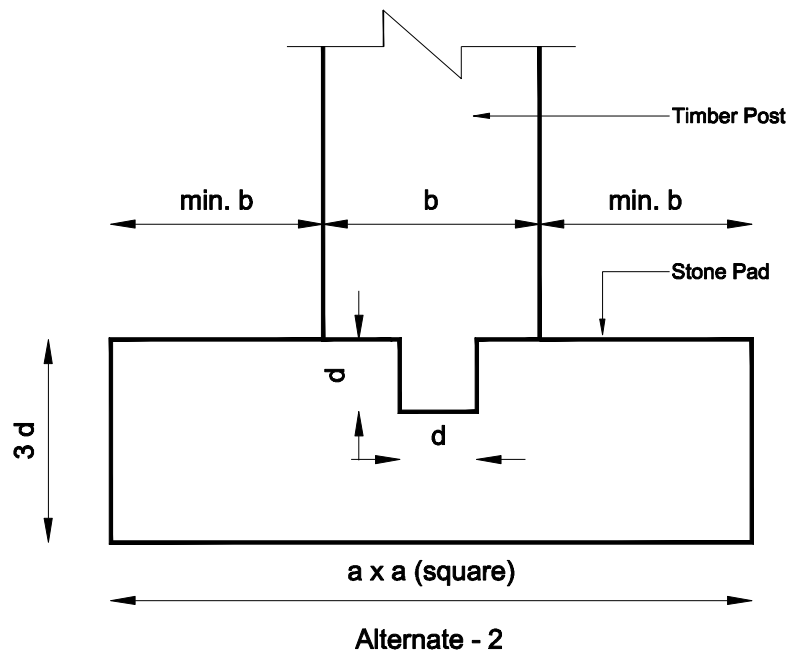 Timber Post
min. b
b
min. b
Stone Pad
d
d
3 d
a x a (square)
Alternate - 2